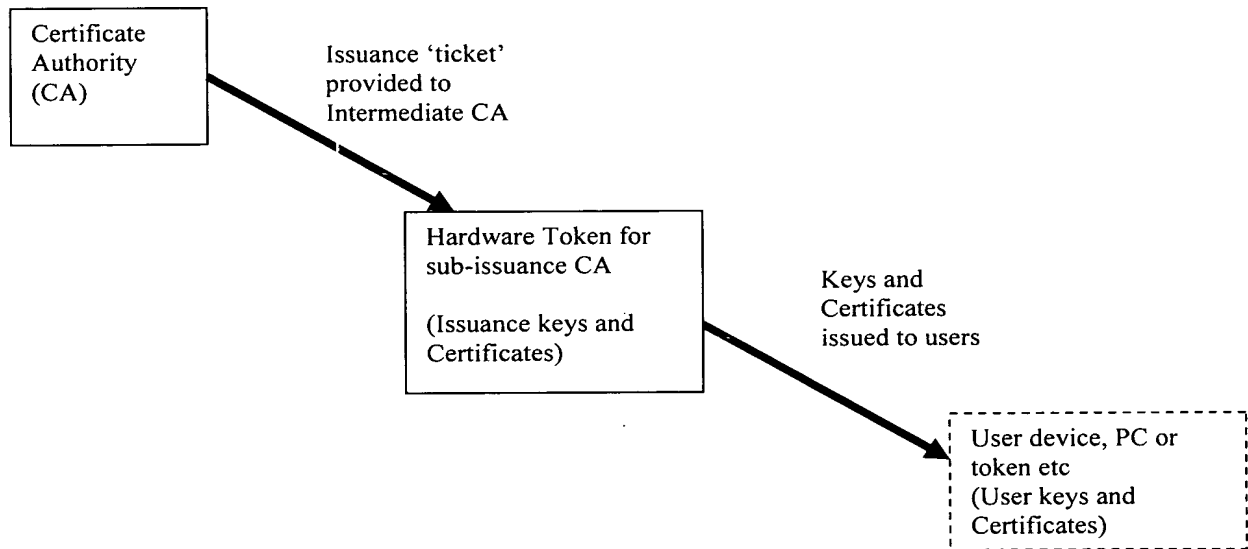 Certificate
Authority
(CA)
Issuance ‘ticket’
provided to
Intermediate CA
Hardware Token for
sub-issuance CA
(Issuance keys and
Certificates)
Keys and
Certificates
issued to users
User device, PC or
token etc
(User keys and
Certificates)